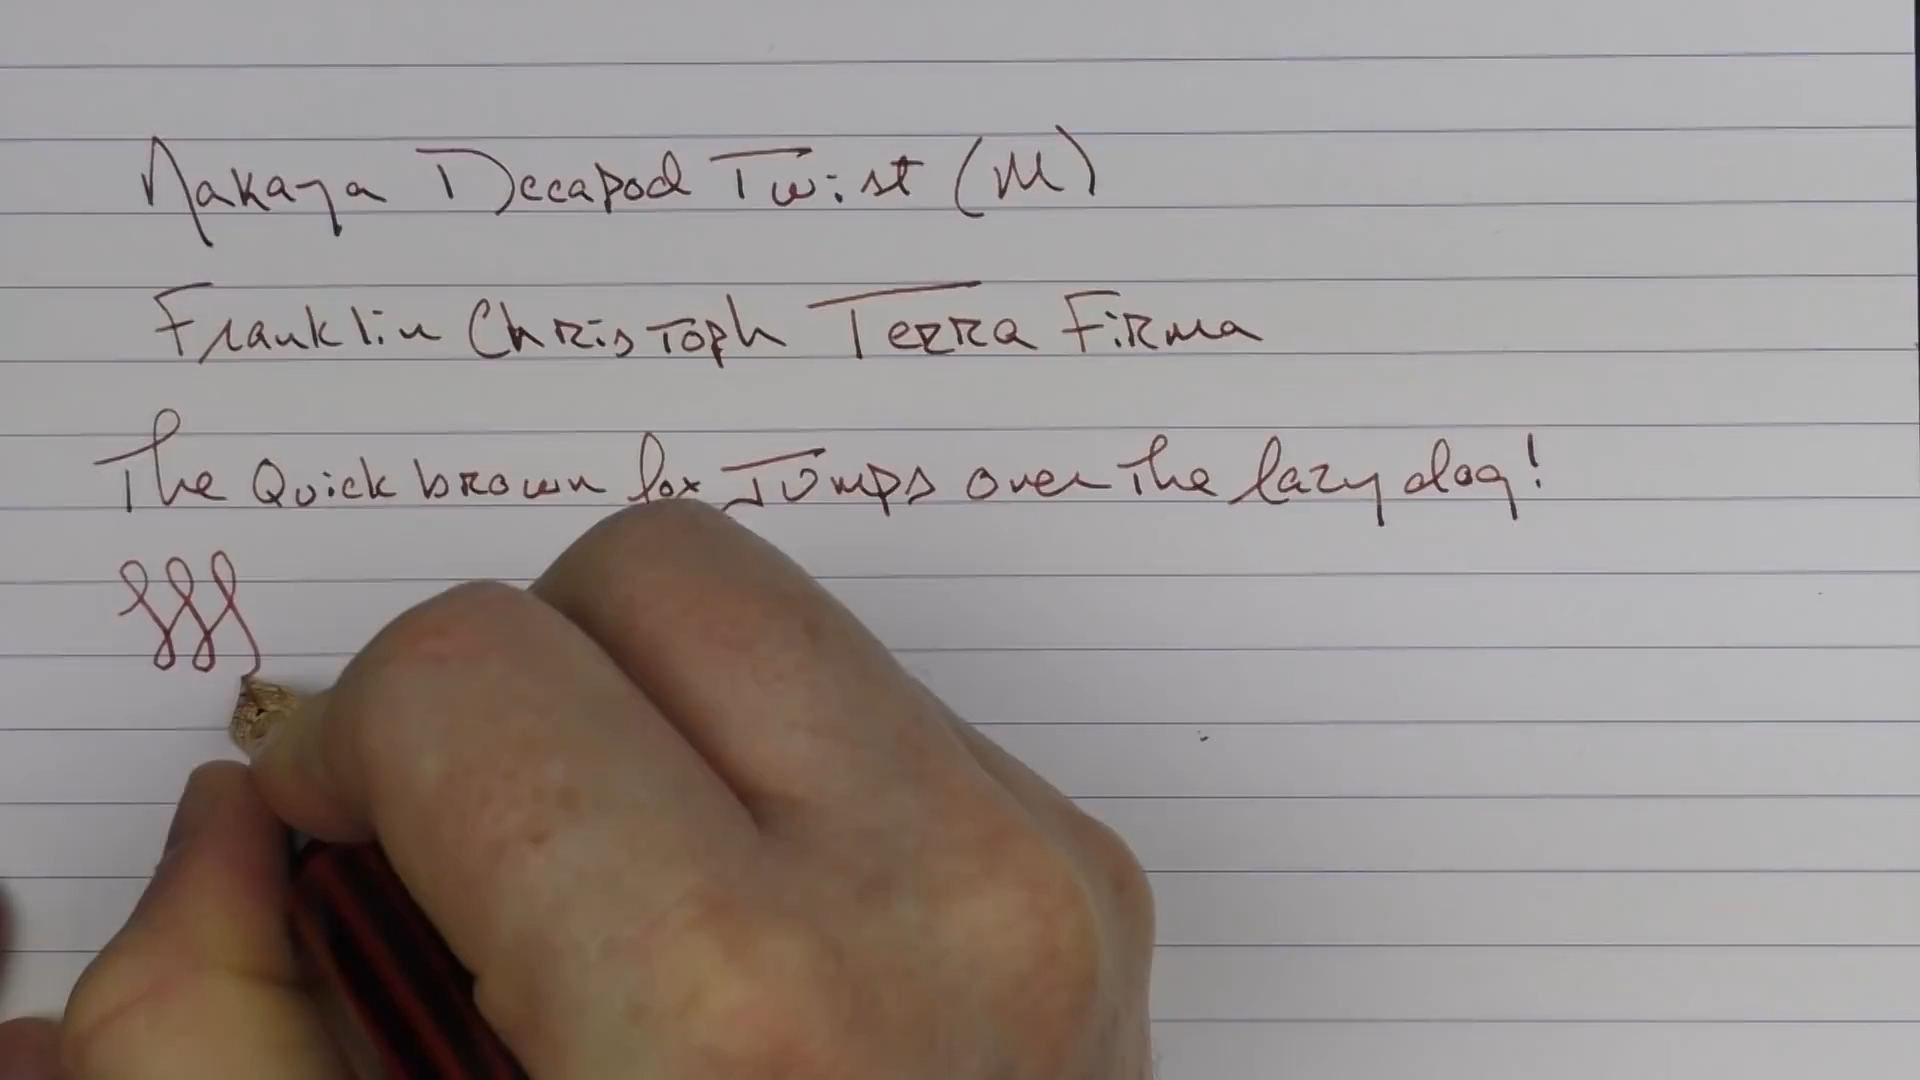 Nakaya Decapod Twist (M)
Franklin Christoph Terra Firma
The Quick brown fox Jumps over The lazy dog!